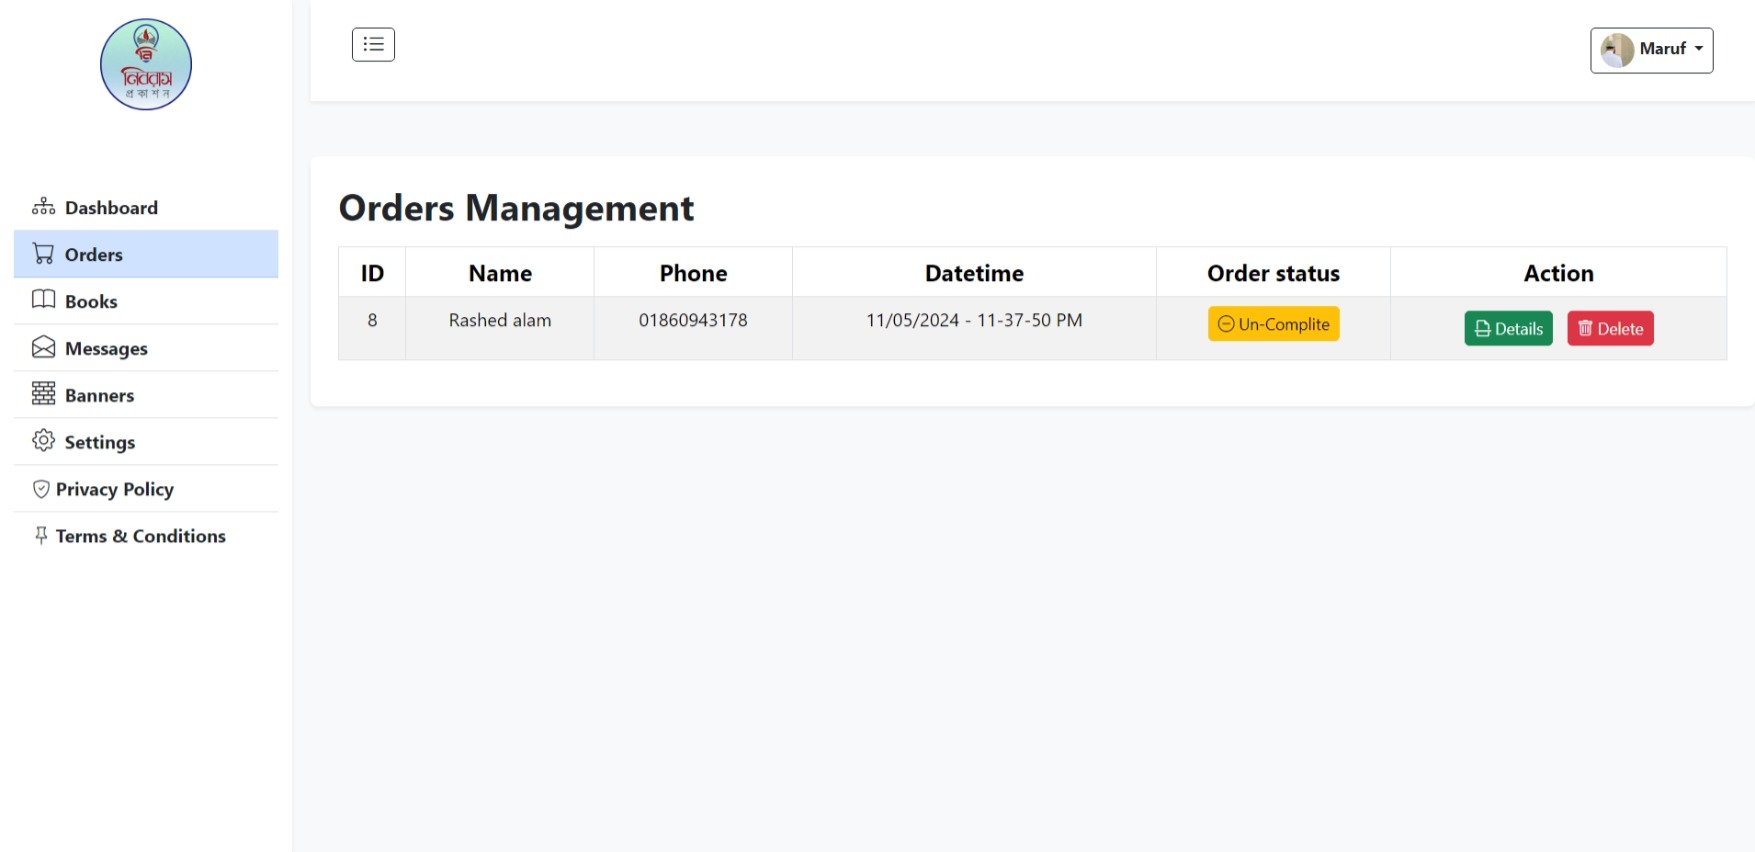 প্রকাশন
Maruf
Dashboard
Orders
Books
Messages
Banners
Settings
Privacy Policy
Terms & Conditions
Orders Management
ID Name Phone Datetime Order status Action
8 Rashed alam 01860943178 11/05/2024 - 11-37-50 PM Un-Complite Details Delete